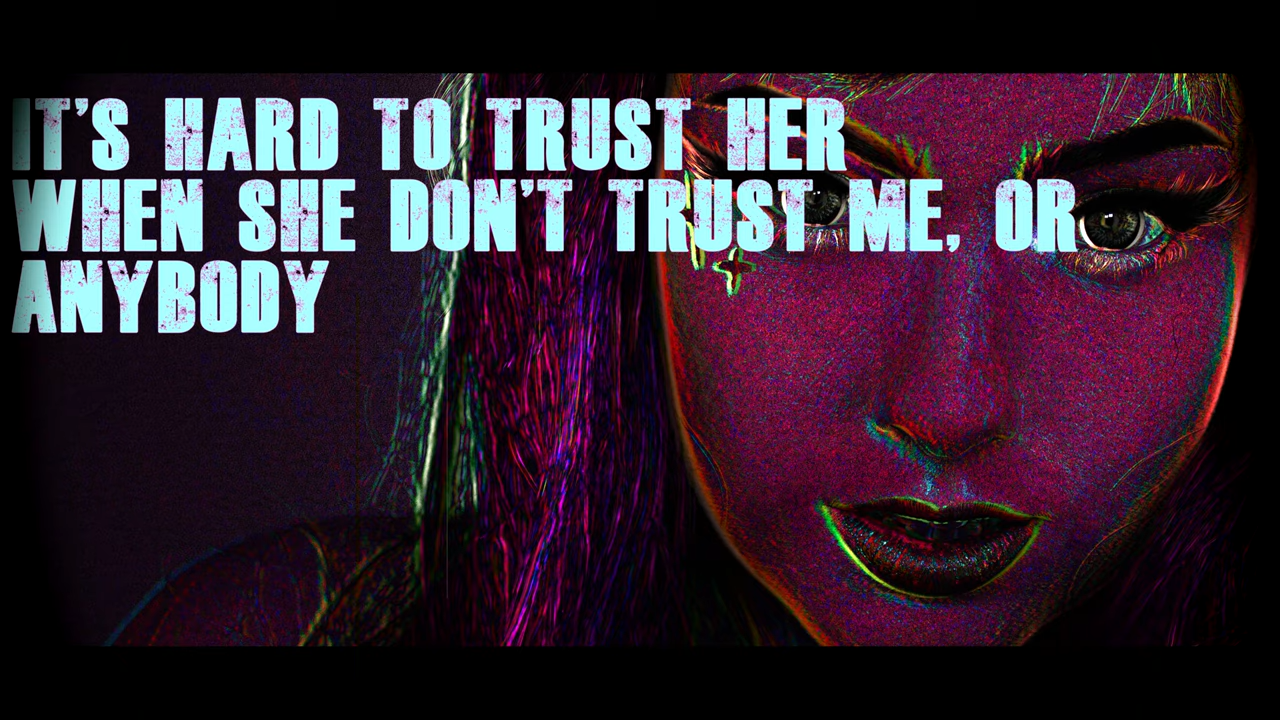 IT'S HARD TO TRUST HER
WHEN SHE DON'T TRUST ME, OR
ANYBODY